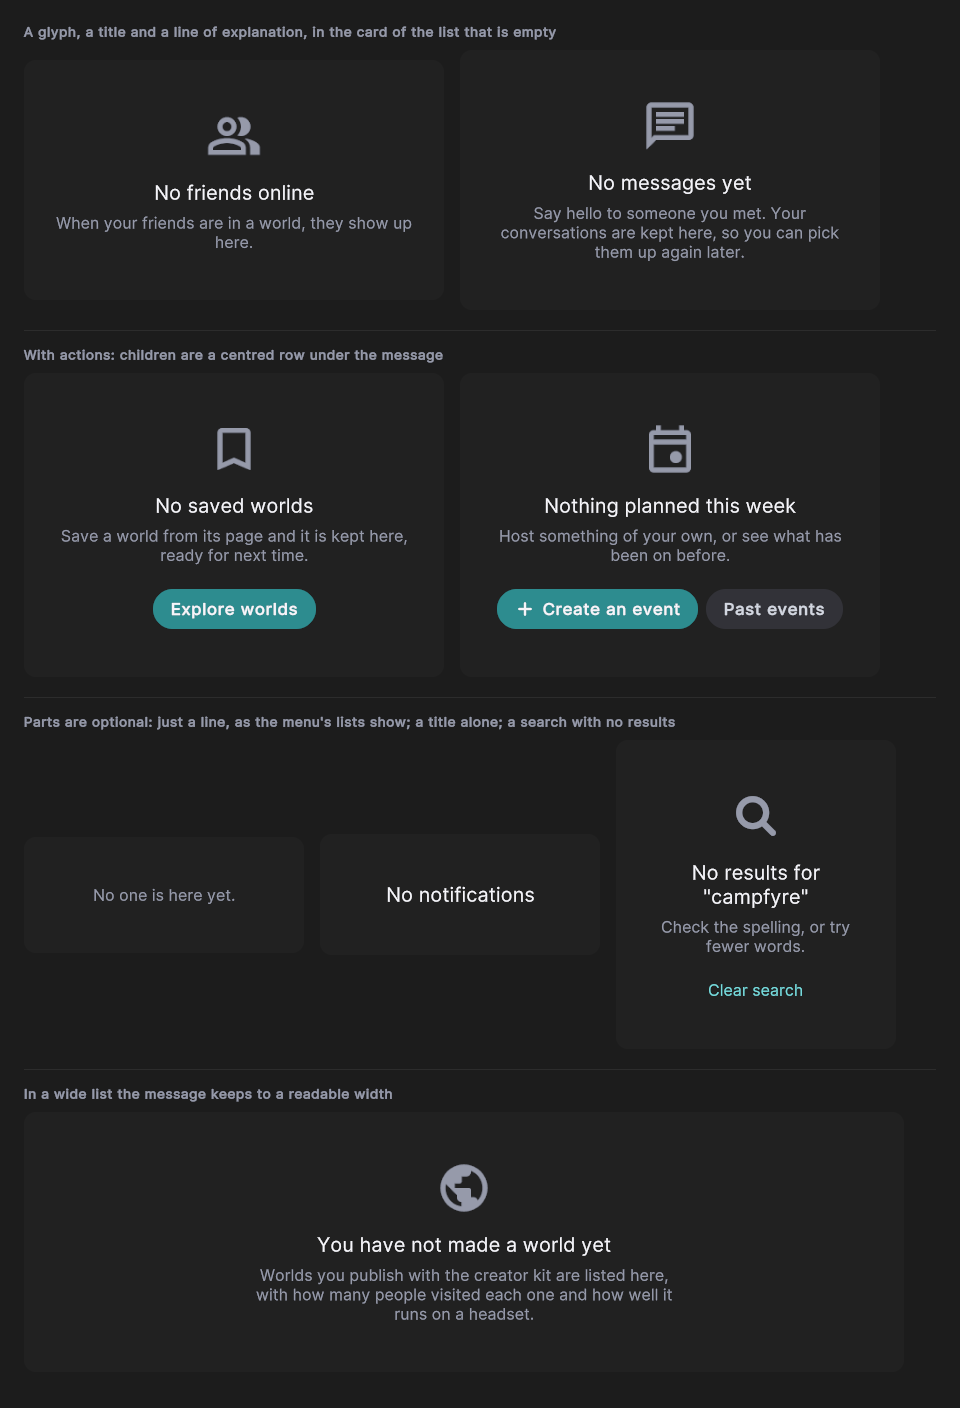 A glyph, a title and a line of explanation, in the card of the list that is empty
No friends online
When your friends are in a world, they show up
here.
No messages yet
Say hello to someone you met. Your
conversations are kept here, so you can pick
them up again later.
With actions: children are a centred row under the message
No saved worlds
Save a world from its page and it is kept here,
ready for next time.
Explore worlds
Nothing planned this week
Host something of your own, or see what has
been on before.
Create an event
Past events
Parts are optional: just a line, as the menu's lists show; a title alone; a search with no results
No one is here yet.
No notifications
No results for
"campfyre"
Check the spelling, or try
fewer words.
Clear search
In a wide list the message keeps to a readable width
You have not made a world yet
Worlds you publish with the creator kit are listed here,
with how many people visited each one and how well it
runs on a headset.